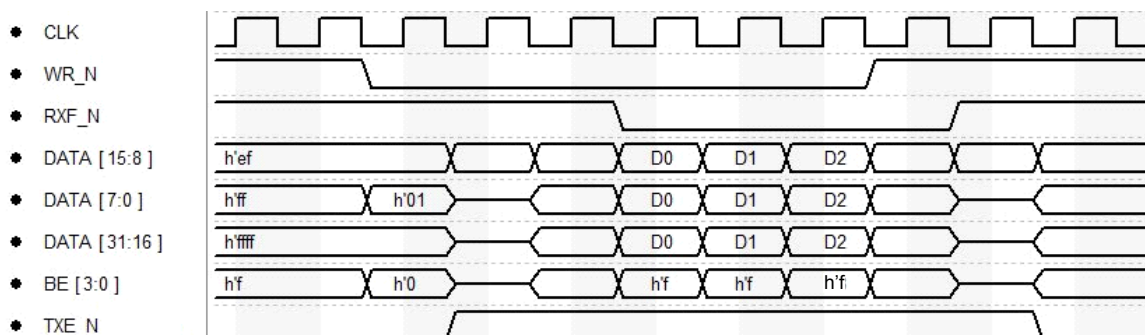 CLK
WR_N
RXF_N
DATA [15:8 ] h'ef D0 D1 D2
DATA [7:0 ] h'ff h'01 D0 D1 D2
DATA [31:16 ] h'ffff D0 D1 D2
BE [3:0 ] h'f h'0 h'f h'f h'f
TXE_N